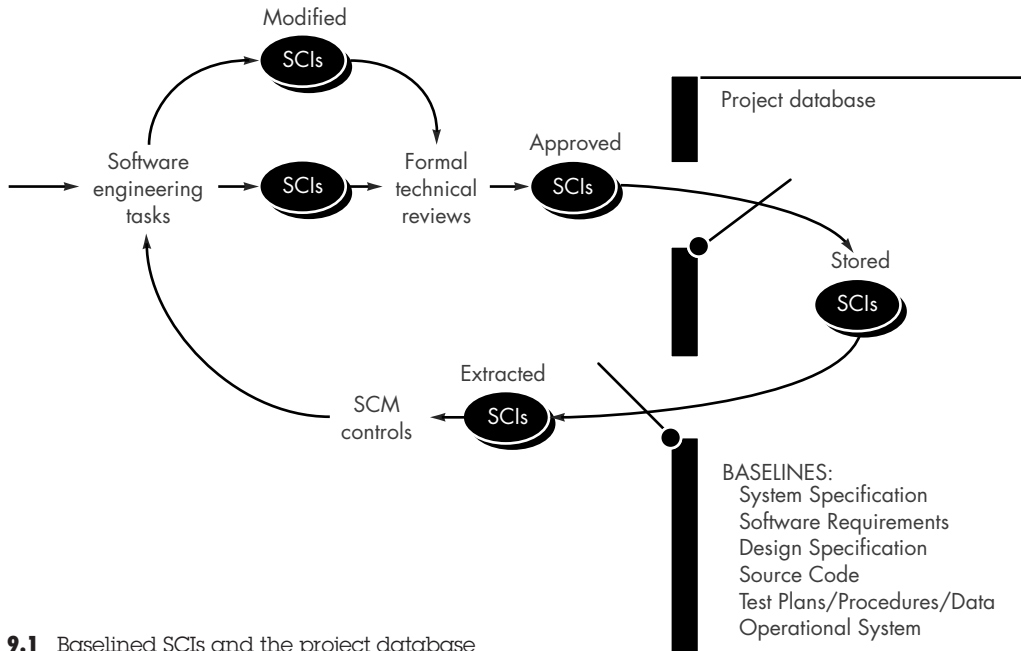 Modified
SCIs
Project database
Approved
Software
engineering
tasks
SCIs
Formal
technical
reviews
SCIs
Stored
SCIs
Extracted
SCIs
SCM
controls
BASELINES:
System Specification
Software Requirements
Design Specification
Source Code
Test Plans/Procedures/Data
Operational System
9.1 Baselined SCIs and the project database